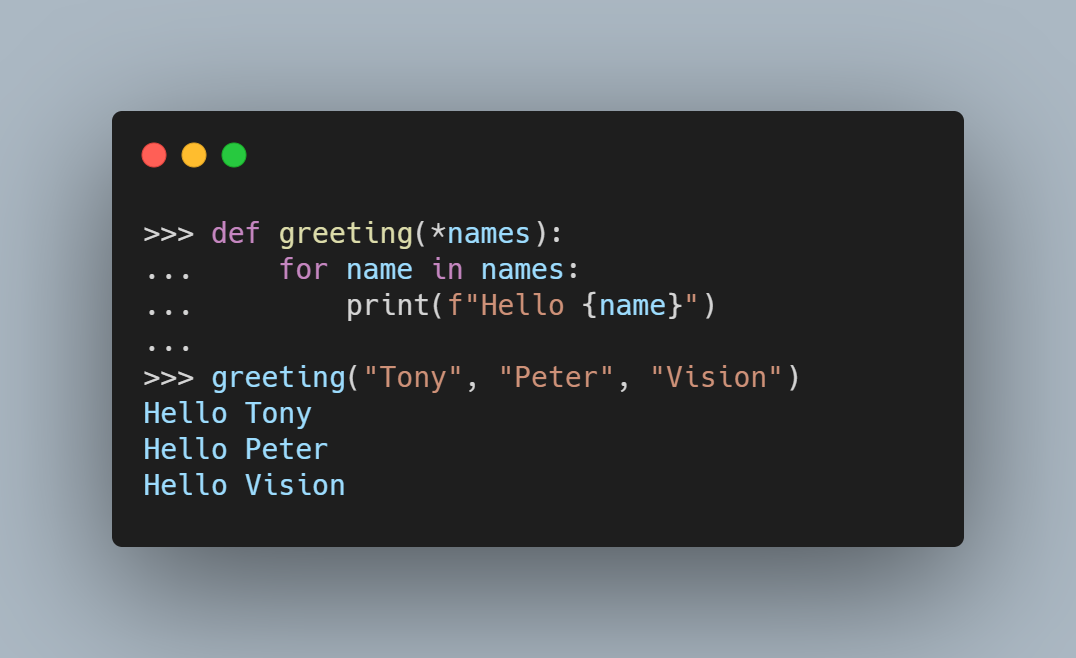 >>> def greeting(*names):
...     for name in names:
...         print(f"Hello {name}")
...
>>> greeting("Tony", "Peter", "Vision")
Hello Tony
Hello Peter
Hello Vision